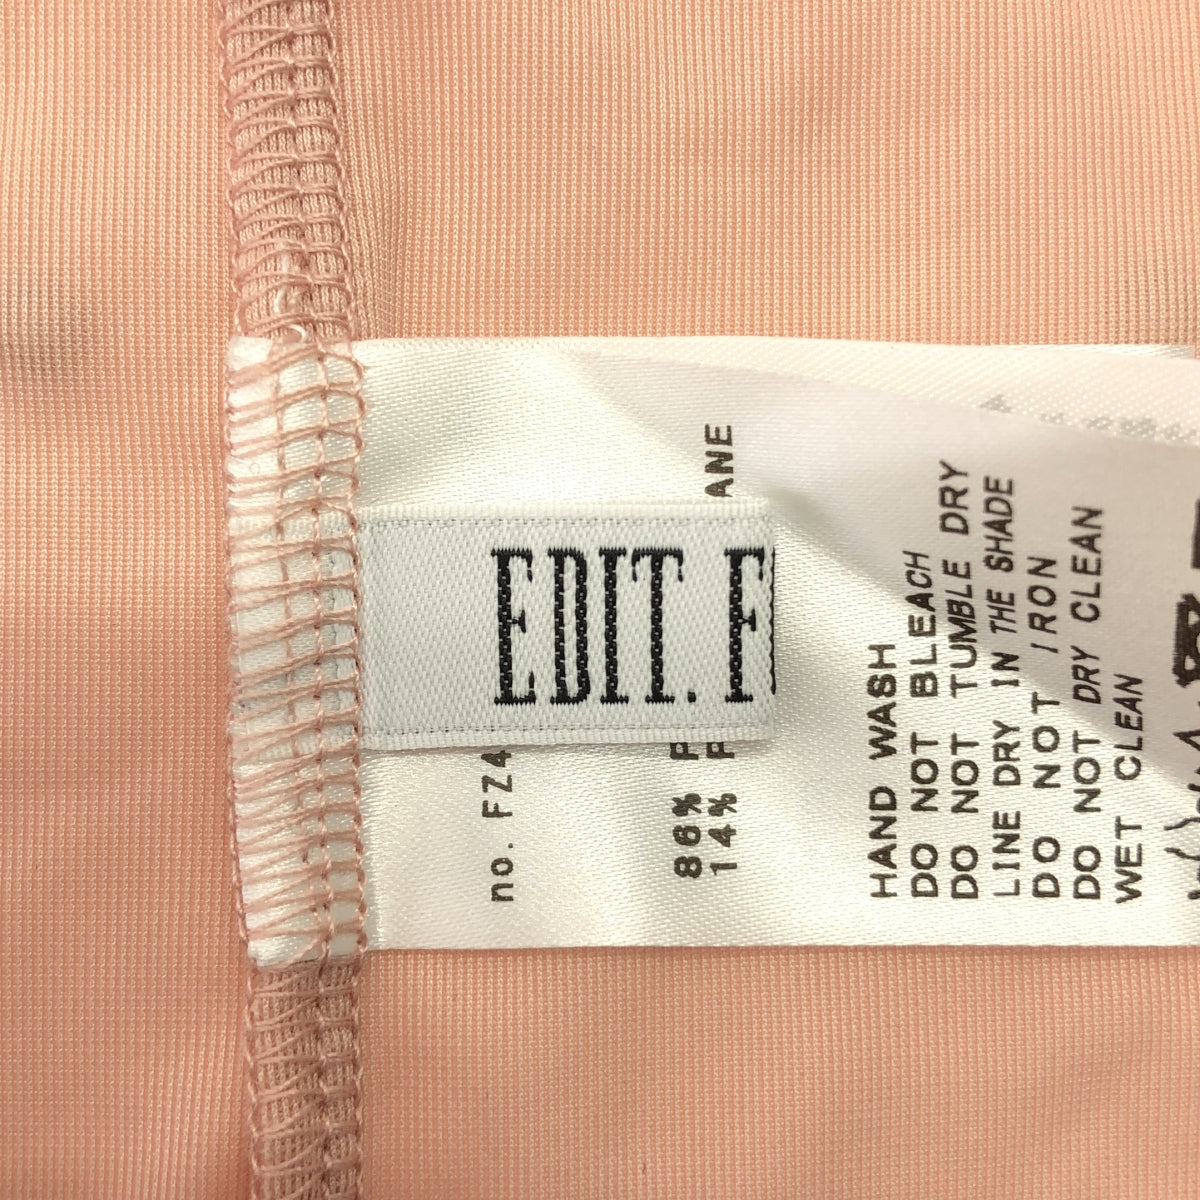 EDIT. F
no. FZ4
86% P
14% P
ANE
HAND WASH
DO NOT BLEACH
DO NOT TUMBLE DRY
LINE DRY IN THE SHADE
DO NOT IRON
DO NOT DRY CLEAN
WET CLEAN